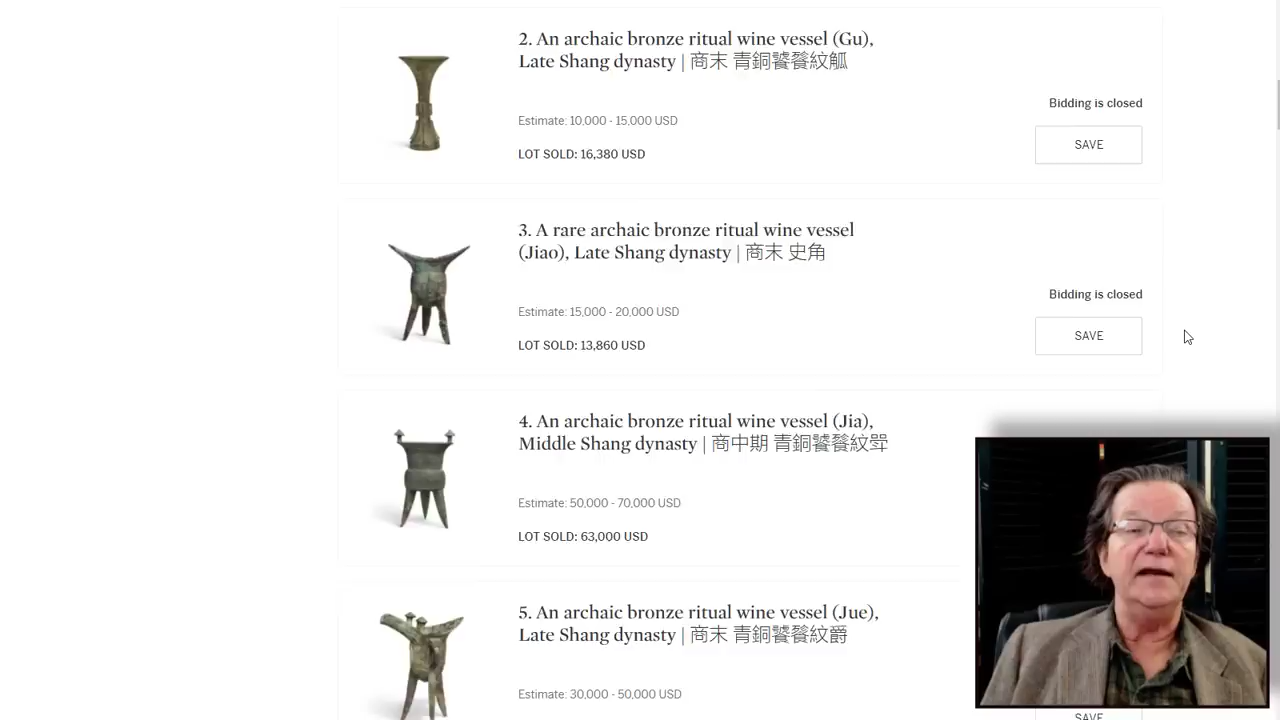 2. An archaic bronze ritual wine vessel (Gu),
Late Shang dynasty | 商末 青銅饕餮紋觚
Bidding is closed
Estimate: 10,000 - 15,000 USD
SAVE
LOT SOLD: 16,380 USD
3. A rare archaic bronze ritual wine vessel
(Jiao), Late Shang dynasty | 商末 史角
Bidding is closed
Estimate: 15,000 - 20,000 USD
SAVE
LOT SOLD: 13,860 USD
4. An archaic bronze ritual wine vessel (Jia),
Middle Shang dynasty | 商中期 青銅饕餮紋斝
Estimate: 50,000 - 70,000 USD
LOT SOLD: 63,000 USD
5. An archaic bronze ritual wine vessel (Jue),
Late Shang dynasty | 商末 青銅饕餮紋爵
Estimate: 30,000 - 50,000 USD
SAVE